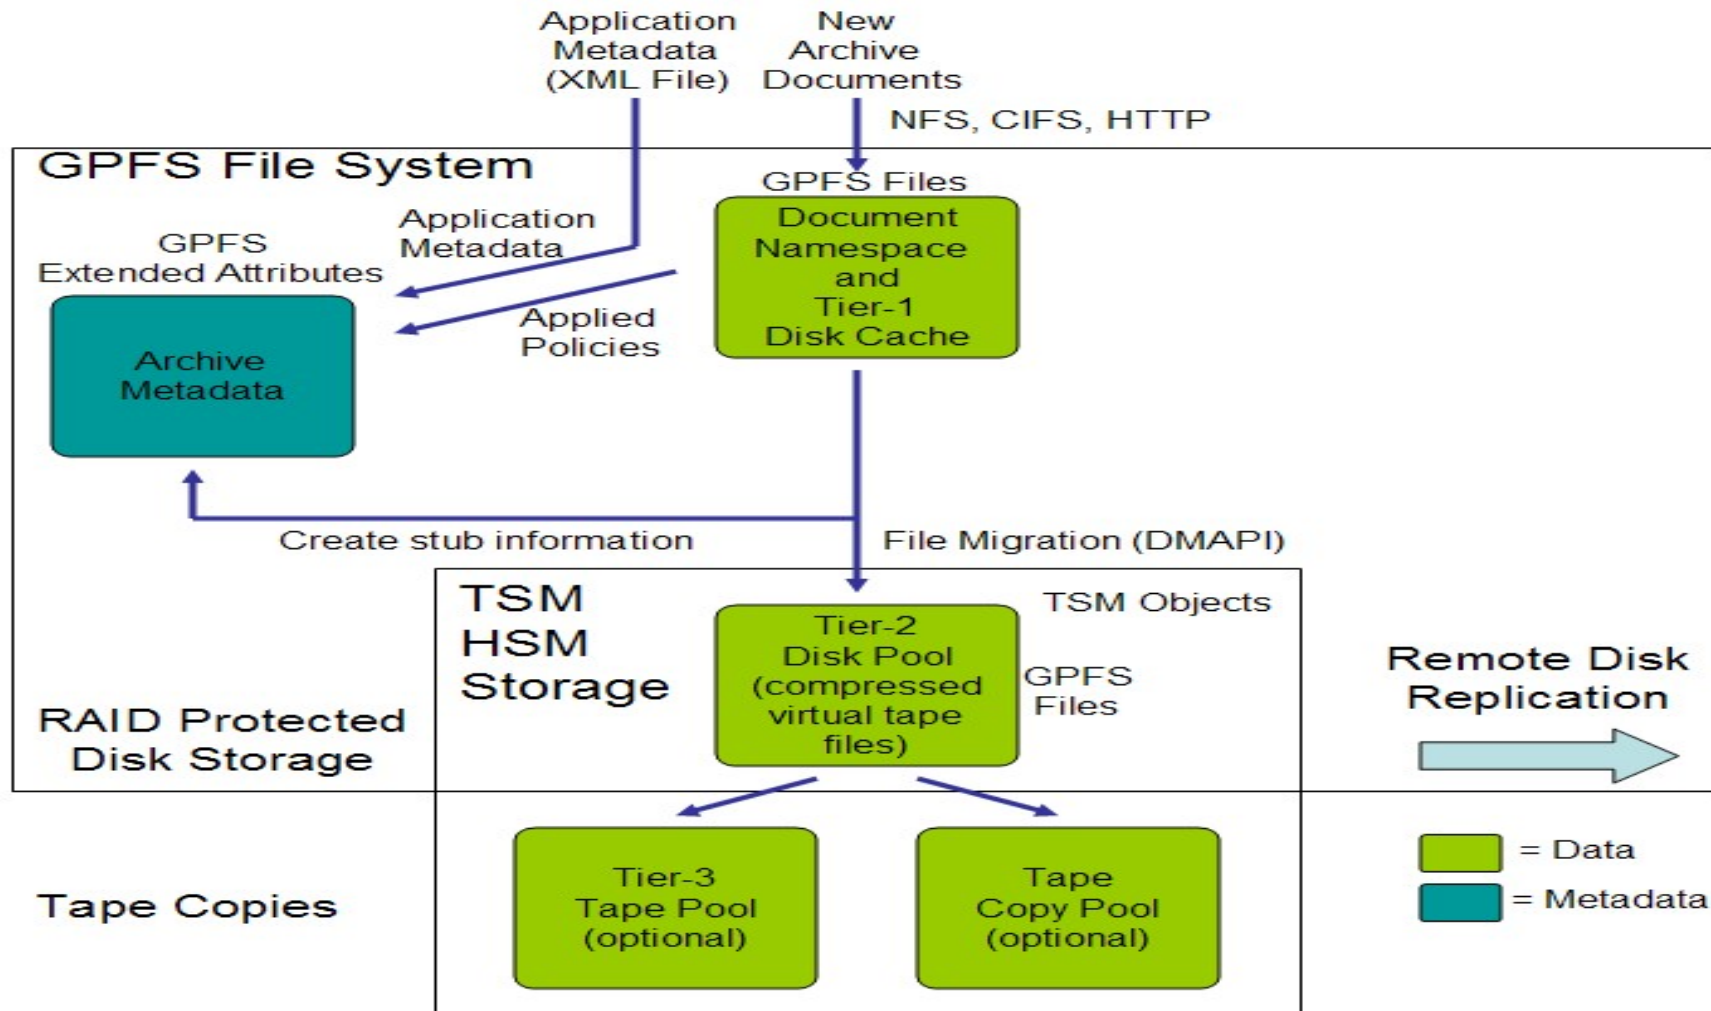 Application
Metadata
(XML File)
New
Archive
Documents
NFS, CIFS, HTTP
GPFS File System
GPFS Files
Document
Namespace
and
Tier-1
Disk Cache
Application
Metadata
GPFS
Extended Attributes
Applied
Policies
Archive
Metadata
Create stub information
File Migration (DMAPI)
TSM
HSM
Storage
TSM Objects
Tier-2
Disk Pool
(compressed
virtual tape
files)
GPFS
Files
Remote Disk
Replication
RAID Protected
Disk Storage
Tape Copies
Tier-3
Tape Pool
(optional)
Tape
Copy Pool
(optional)
= Data
= Metadata